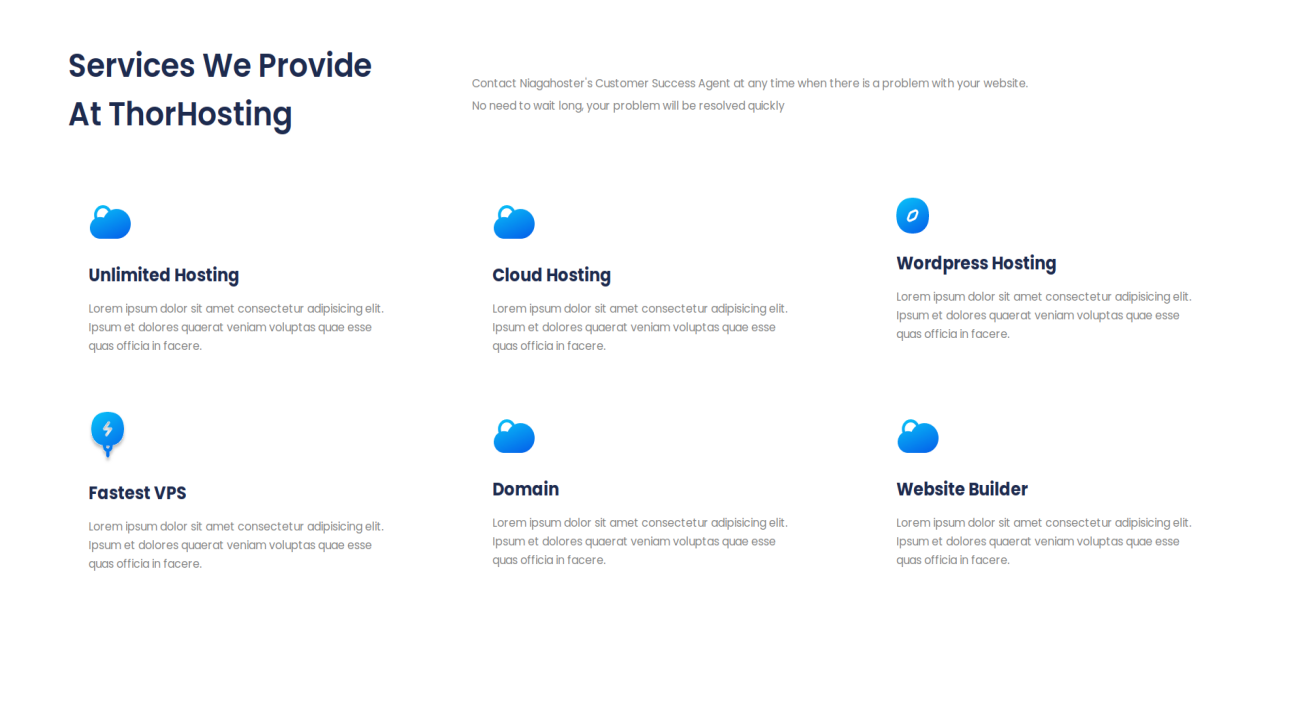 Services We Provide
At ThorHosting
Contact Niagahoster's Customer Success Agent at any time when there is a problem with your website.
No need to wait long, your problem will be resolved quickly
Unlimited Hosting
Lorem ipsum dolor sit amet consectetur adipisicing elit.
Ipsum et dolores quaerat veniam voluptas quae esse
quas officia in facere.
Cloud Hosting
Lorem ipsum dolor sit amet consectetur adipisicing elit.
Ipsum et dolores quaerat veniam voluptas quae esse
quas officia in facere.
Wordpress Hosting
Lorem ipsum dolor sit amet consectetur adipisicing elit.
Ipsum et dolores quaerat veniam voluptas quae esse
quas officia in facere.
Fastest VPS
Lorem ipsum dolor sit amet consectetur adipisicing elit.
Ipsum et dolores quaerat veniam voluptas quae esse
quas officia in facere.
Domain
Lorem ipsum dolor sit amet consectetur adipisicing elit.
Ipsum et dolores quaerat veniam voluptas quae esse
quas officia in facere.
Website Builder
Lorem ipsum dolor sit amet consectetur adipisicing elit.
Ipsum et dolores quaerat veniam voluptas quae esse
quas officia in facere.